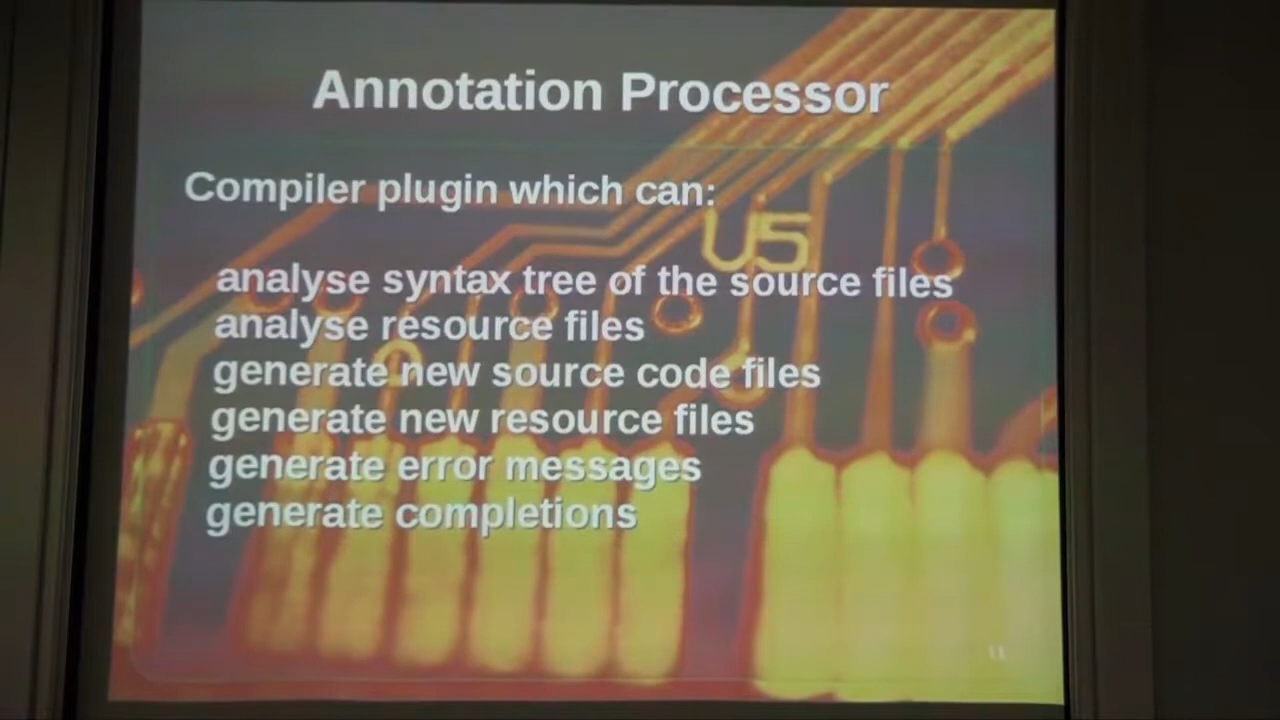 Annotation Processor
Compiler plugin which can:
analyse syntax tree of the source files
analyse resource files
generate new source code files
generate new resource files
generate error messages
generate completions
U5